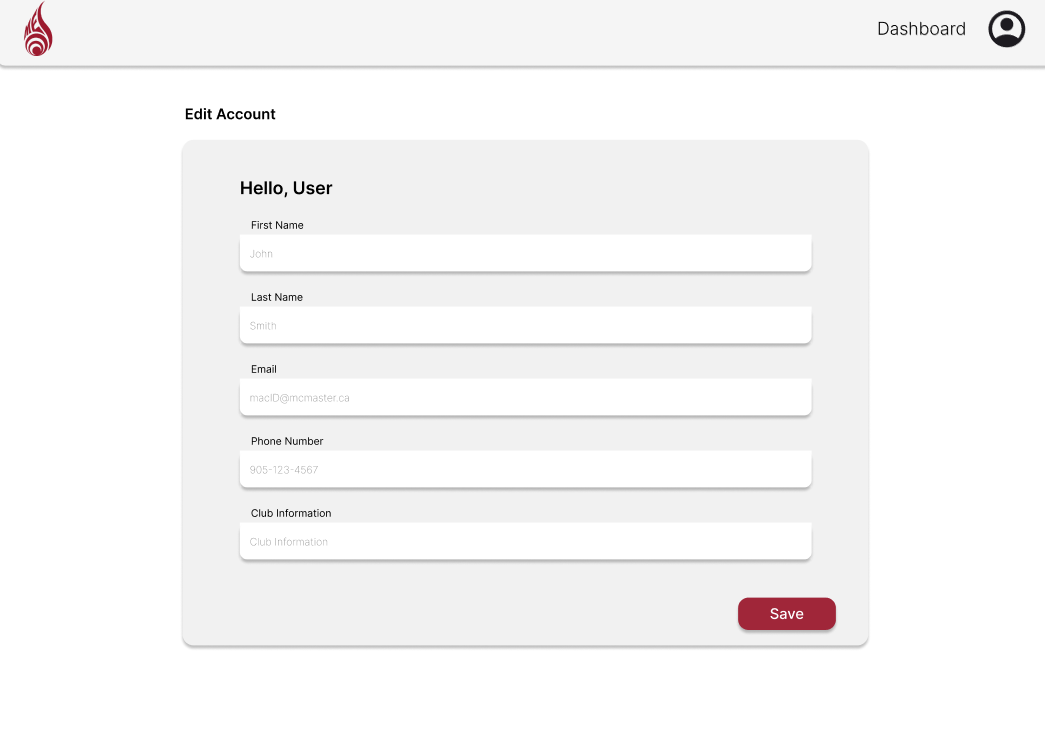 Dashboard
Edit Account
Hello, User
First Name
John
Last Name
Smith
Email
macID@mcmaster.ca
Phone Number
905-123-4567
Club Information
Club Information
Save